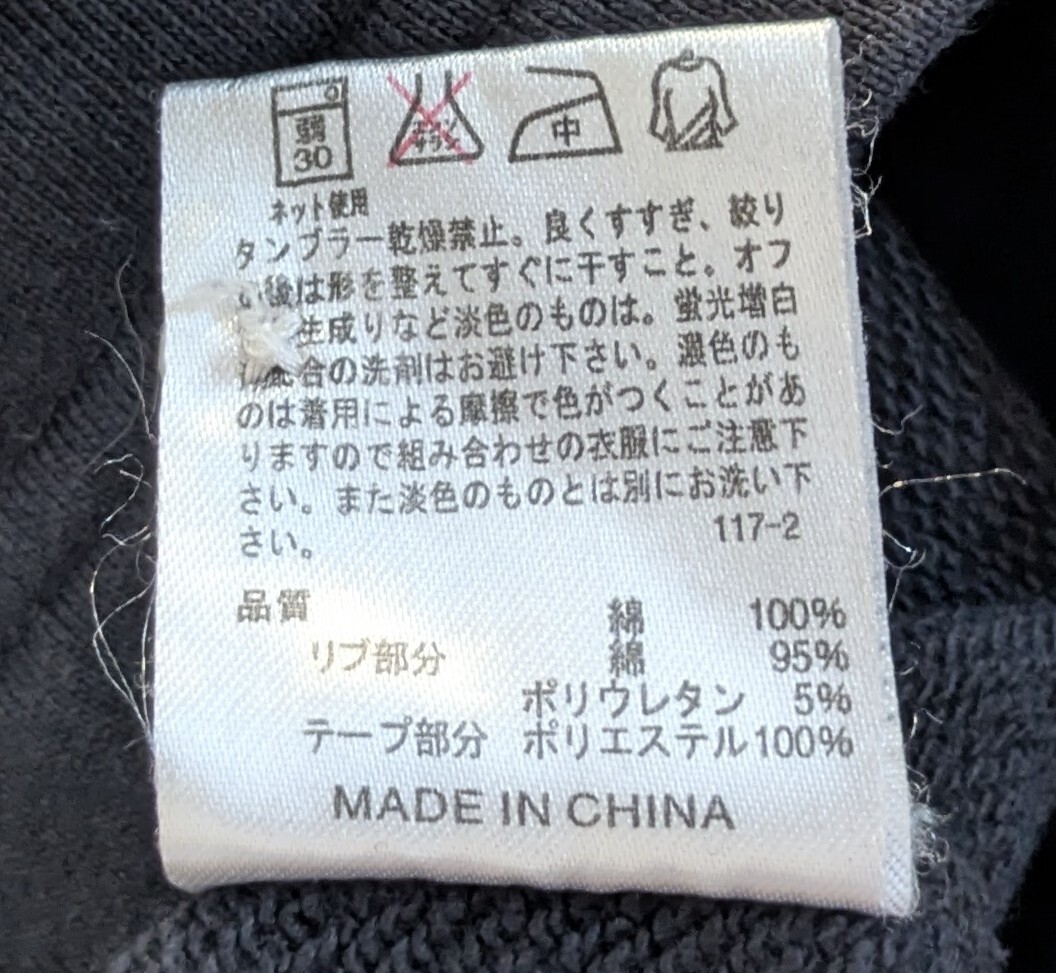 弱
30
エンソ
サラシ
中
ネット使用
タンブラー乾燥禁止。良くすすぎ、絞り
後は形を整えてすぐに干すこと。オフ
生成りなど淡色のものは。蛍光増白
配合の洗剤はお避け下さい。濃色のも
のは着用による摩擦で色がつくことがあ
りますので組み合わせの衣服にご注意下
さい。また淡色のものとは別にお洗い下
さい。 117-2
品質 綿 100%
リブ部分 綿 95%
ポリウレタン 5%
テープ部分 ポリエステル 100%
MADE IN CHINA